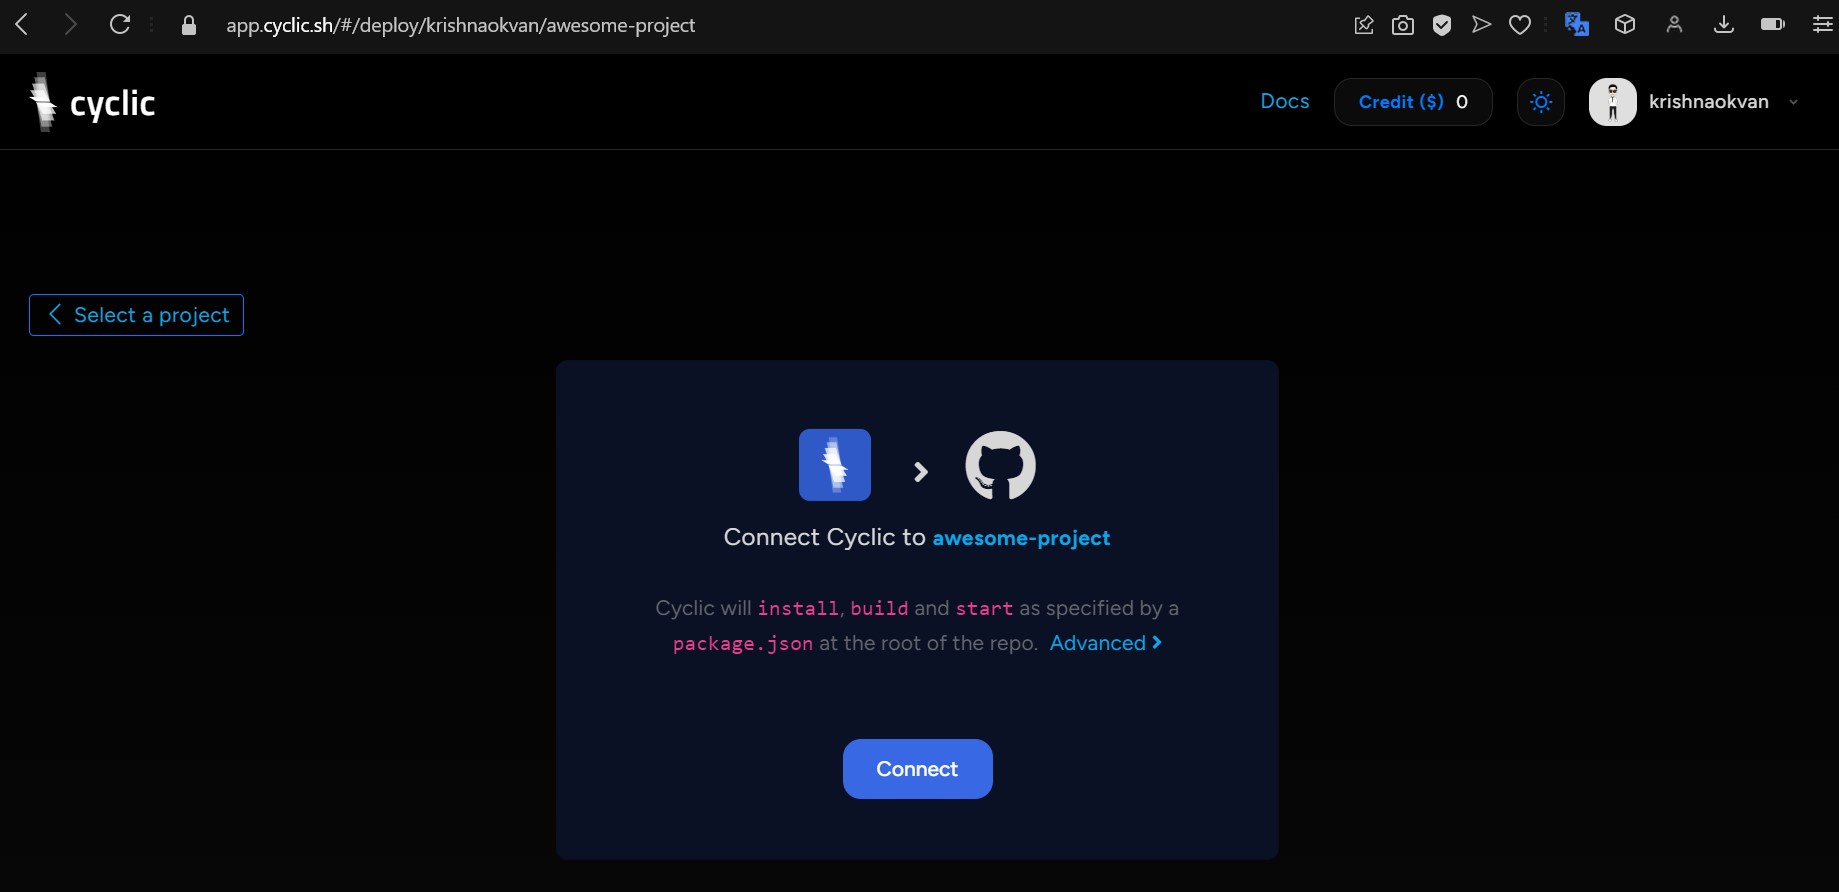 app.cyclic.sh/#/deploy/krishnaokvan/awesome-project
cyclic
Docs
Credit ($) 0
krishnaokvan
Select a project
Connect Cyclic to awesome-project
Cyclic will install, build and start as specified by a
package.json at the root of the repo. Advanced
Connect